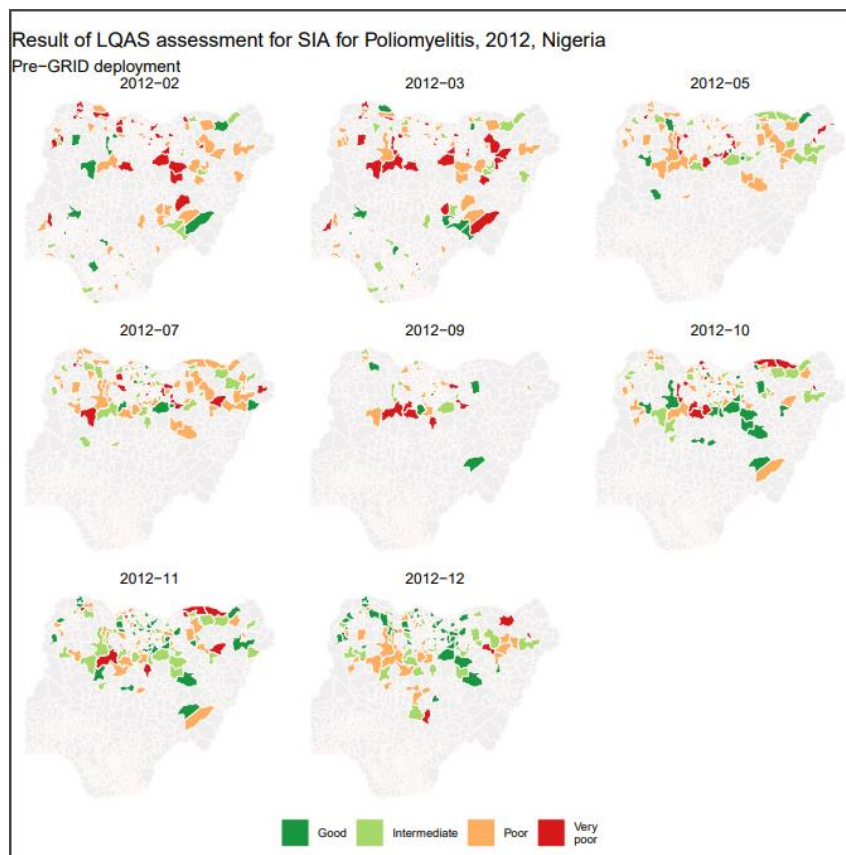 Result of LQAS assessment for SIA for Poliomyelitis, 2012, Nigeria
Pre−GRID deployment
2012−02
2012−03
2012−05
2012−07
2012−09
2012−10
2012−11
2012−12
Good
Intermediate
Poor
Very
poor